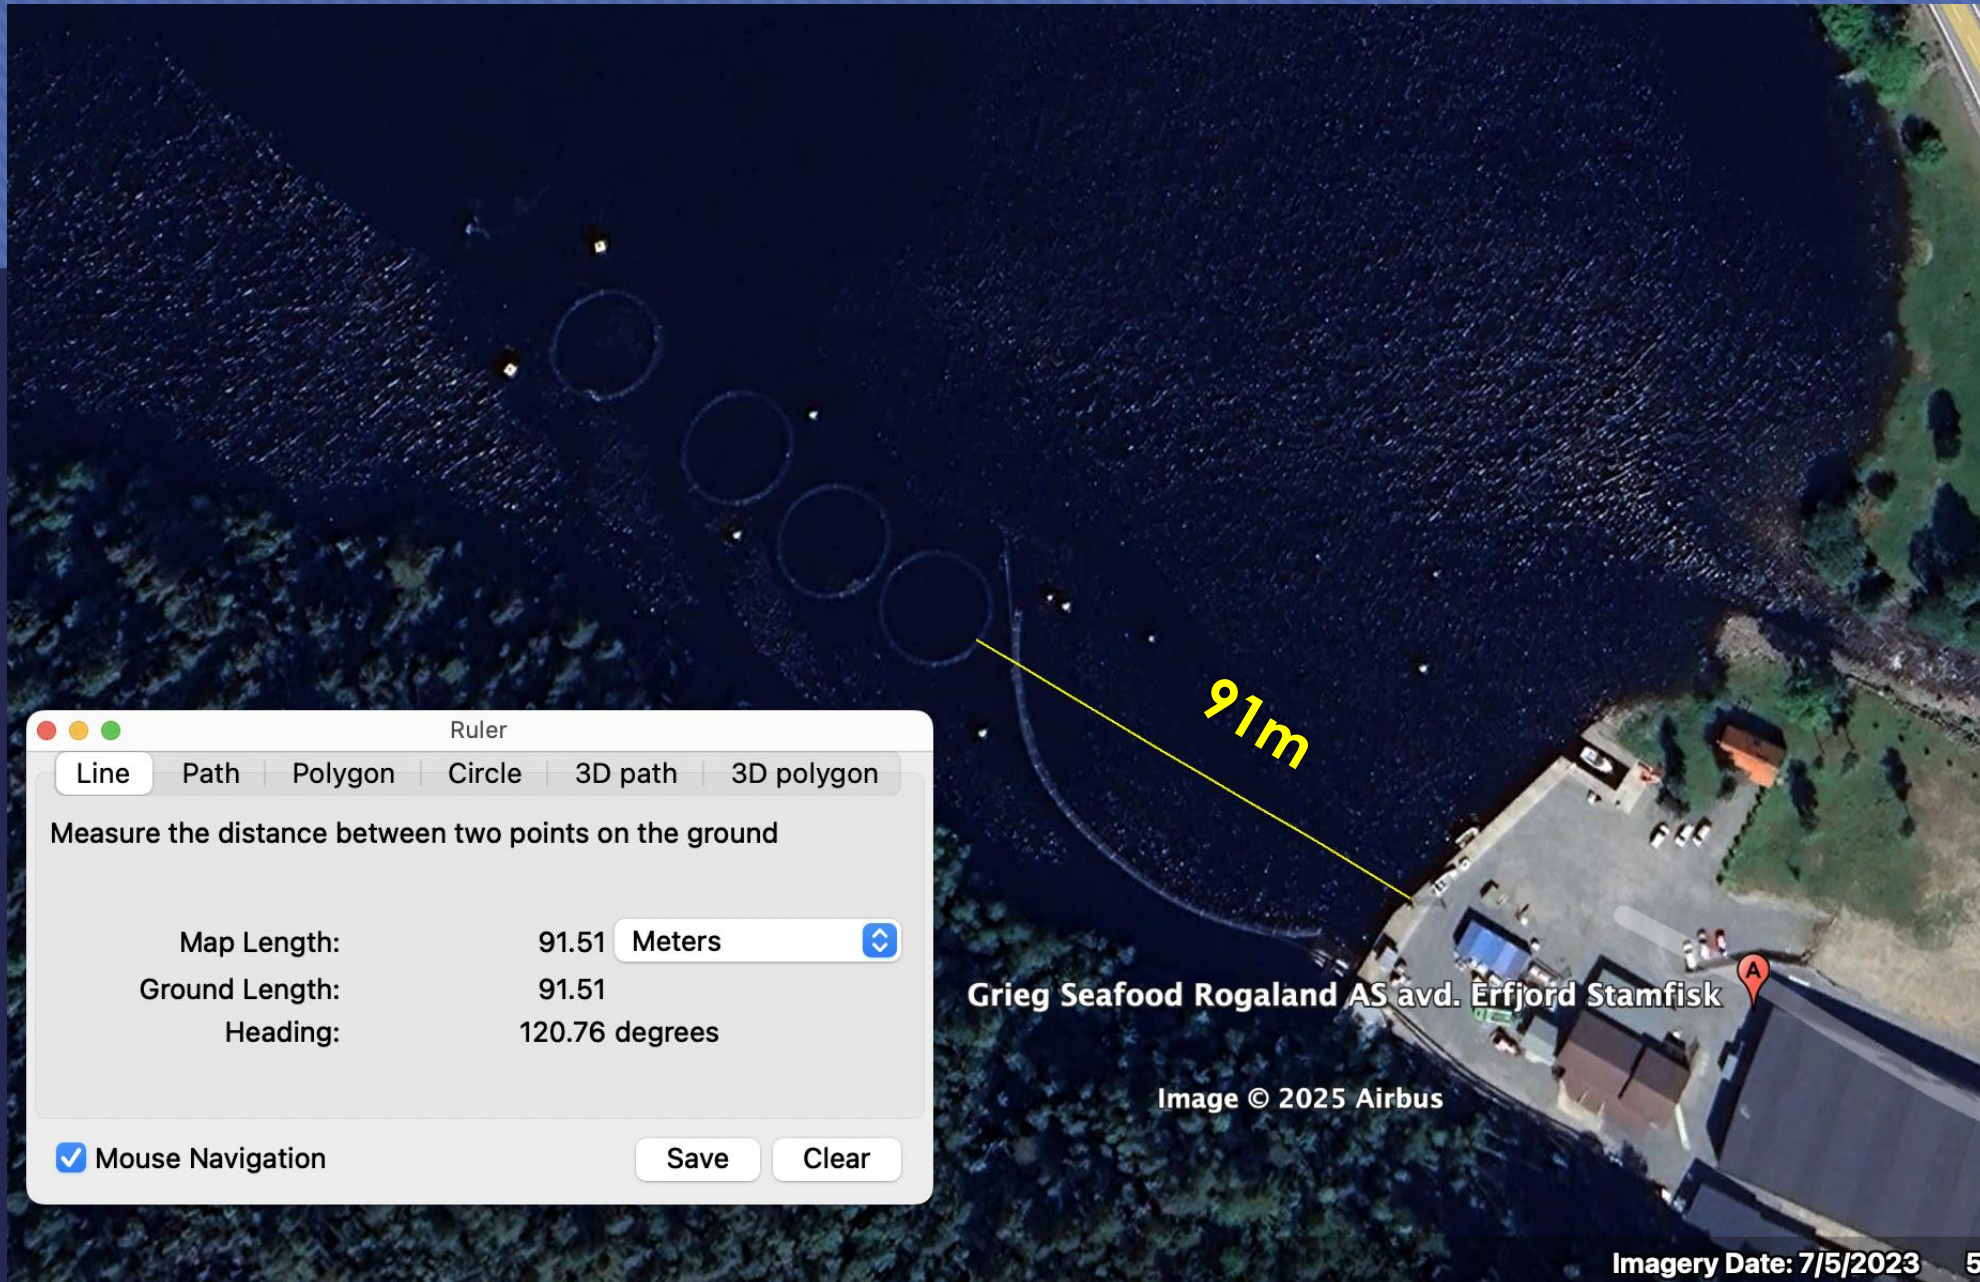 91m
Ruler
Line Path Polygon Circle 3D path 3D polygon
Measure the distance between two points on the ground
Map Length: 91.51 Meters
Ground Length: 91.51
Heading: 120.76 degrees
Mouse Navigation Save Clear
A
Grieg Seafood Rogaland AS avd. Erfjord Stamfisk
Image © 2025 Airbus
Imagery Date: 7/5/2023 5